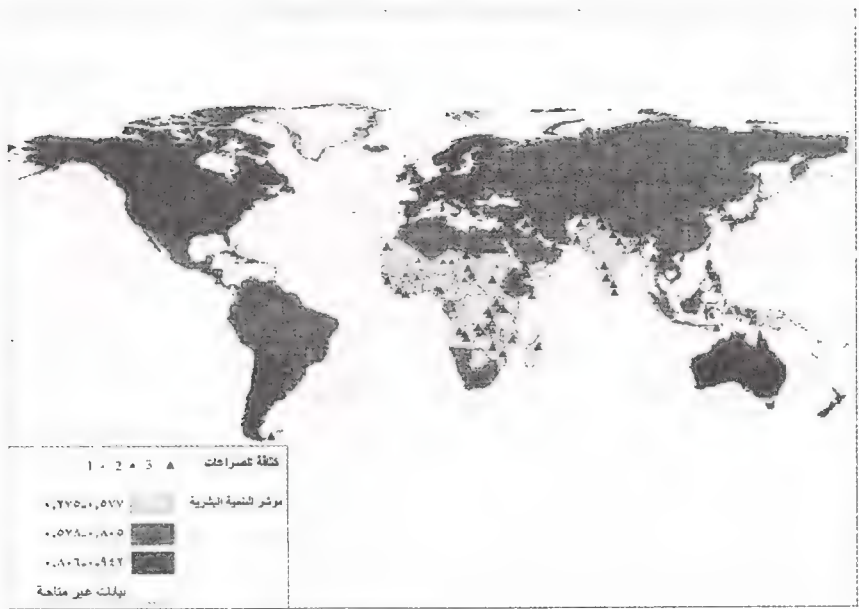 كثافة للصراعات 1 2 3
مؤشر التنمية البشرية ٠,٢٧٥-٠,٥٧٧
٠,٥٧٨-٠,٨٠٥
٠,٨٠٦-٠,٩٤٢
بيانات غير متاحة